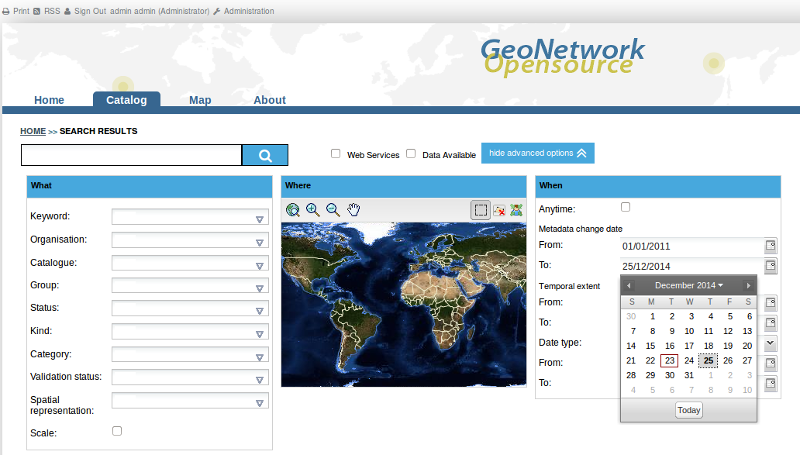 Print RSS Sign Out admin admin (Administrator) Administration
GeoNetwork
Opensource
Home Catalog Map About
HOME >> SEARCH RESULTS
Web Services Data Available hide advanced options
What Where When
Keyword:
Organisation:
Catalogue:
Group:
Status:
Kind:
Category:
Validation status:
Spatial
representation:
Scale:
Anytime:
Metadata change date
From: 01/01/2011
To: 25/12/2014
Temporal extent
From:
To:
Date type:
From:
To:
December 2014
S M T W T F S
30 1 2 3 4 5 6
7 8 9 10 11 12 13
14 15 16 17 18 19 20
21 22 23 24 25 26 27
28 29 30 31 1 2 3
4 5 6 7 8 9 10
Today